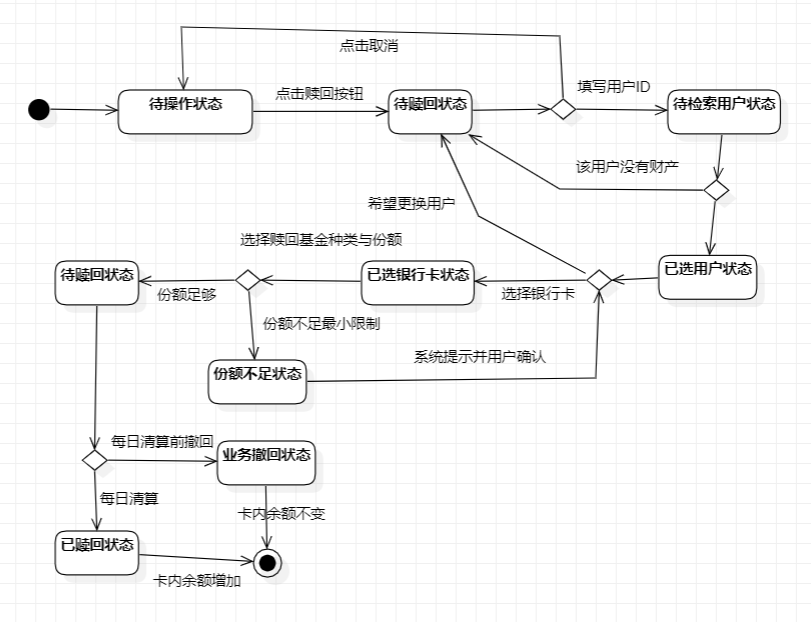 点击取消
填写用户ID
点击赎回按钮
待操作状态
待赎回状态
待检索用户状态
该用户没有财产
希望更换用户
选择赎回基金种类与份额
待赎回状态
已选银行卡状态
已选用户状态
份额足够
选择银行卡
份额不足最小限制
系统提示并用户确认
份额不足状态
每日清算前撤回
业务撤回状态
每日清算
卡内余额不变
已赎回状态
卡内余额增加